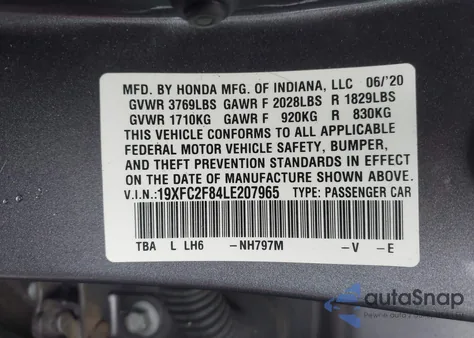 MFD. BY HONDA MFG. OF INDIANA, LLC 06/'20
GVWR 3769LBS GAWR F 2028LBS R 1829LBS
GVWR 1710KG GAWR F 920KG R 830KG
THIS VEHICLE CONFORMS TO ALL APPLICABLE
FEDERAL MOTOR VEHICLE SAFETY, BUMPER,
AND THEFT PREVENTION STANDARDS IN EFFECT
ON THE DATE OF MANUFACTURE SHOWN ABOVE.
V.I.N.:19XFC2F84LE207965 TYPE: PASSENGER CAR
TBA L LH6 -NH797M -V -E
autaSnap